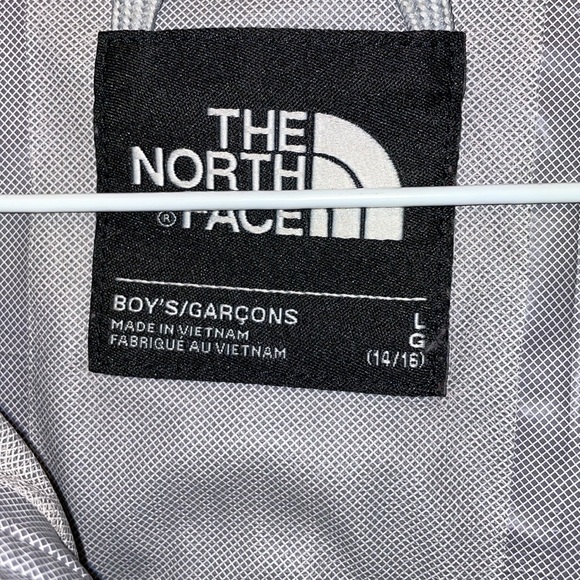 THE
NORTH
® FACE
BOY'S/GARÇONS
MADE IN VIETNAM
FABRIQUÉ AU VIETNAM
L
G
(14/16)